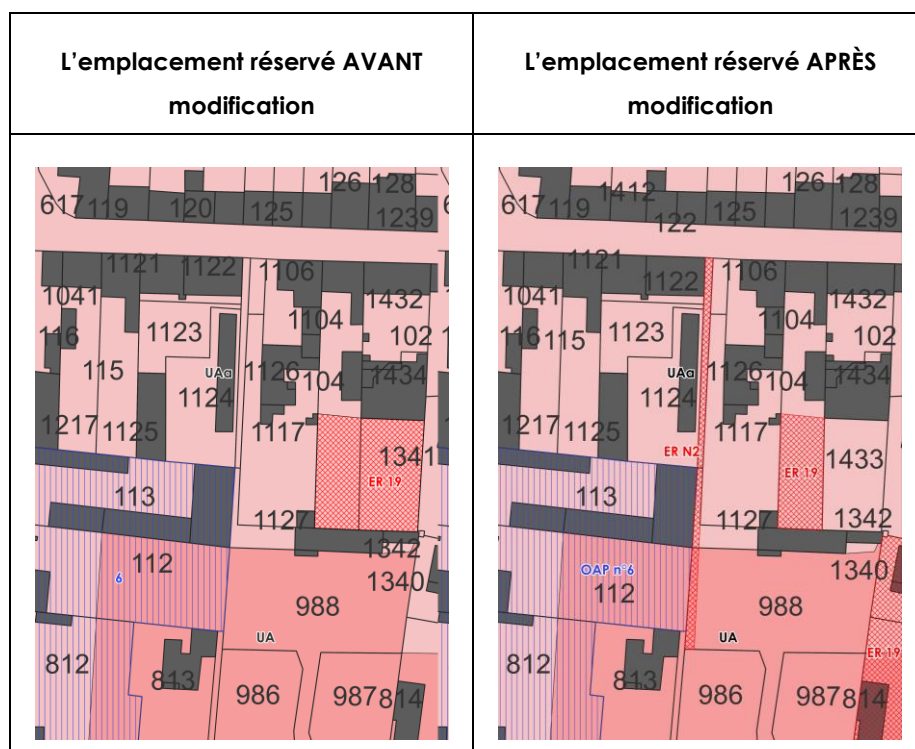 L'emplacement réservé AVANT
modification
L'emplacement réservé APRÈS
modification
126 128
617 119 120 125 1239
1121 1122 1106
1041 1432
116 1123 1104 102
115 UAa 1126 104 1434
1124
1217 1125 1117 1341
ER 19
113 1127
112 1342
6 1340
988
812 UA
813 986 987 814
1412 126 128
617 119 122 125 1239
1121 1122 1106
1041 1432
116 115 1123 1104 102
UAa 1126 104 1434
1124
1217 1125 1117
ER N2 ER 19 1433
113 1127 1342
OAP n°6 1340
112 988
812 UA ER 19
813 986 987 814